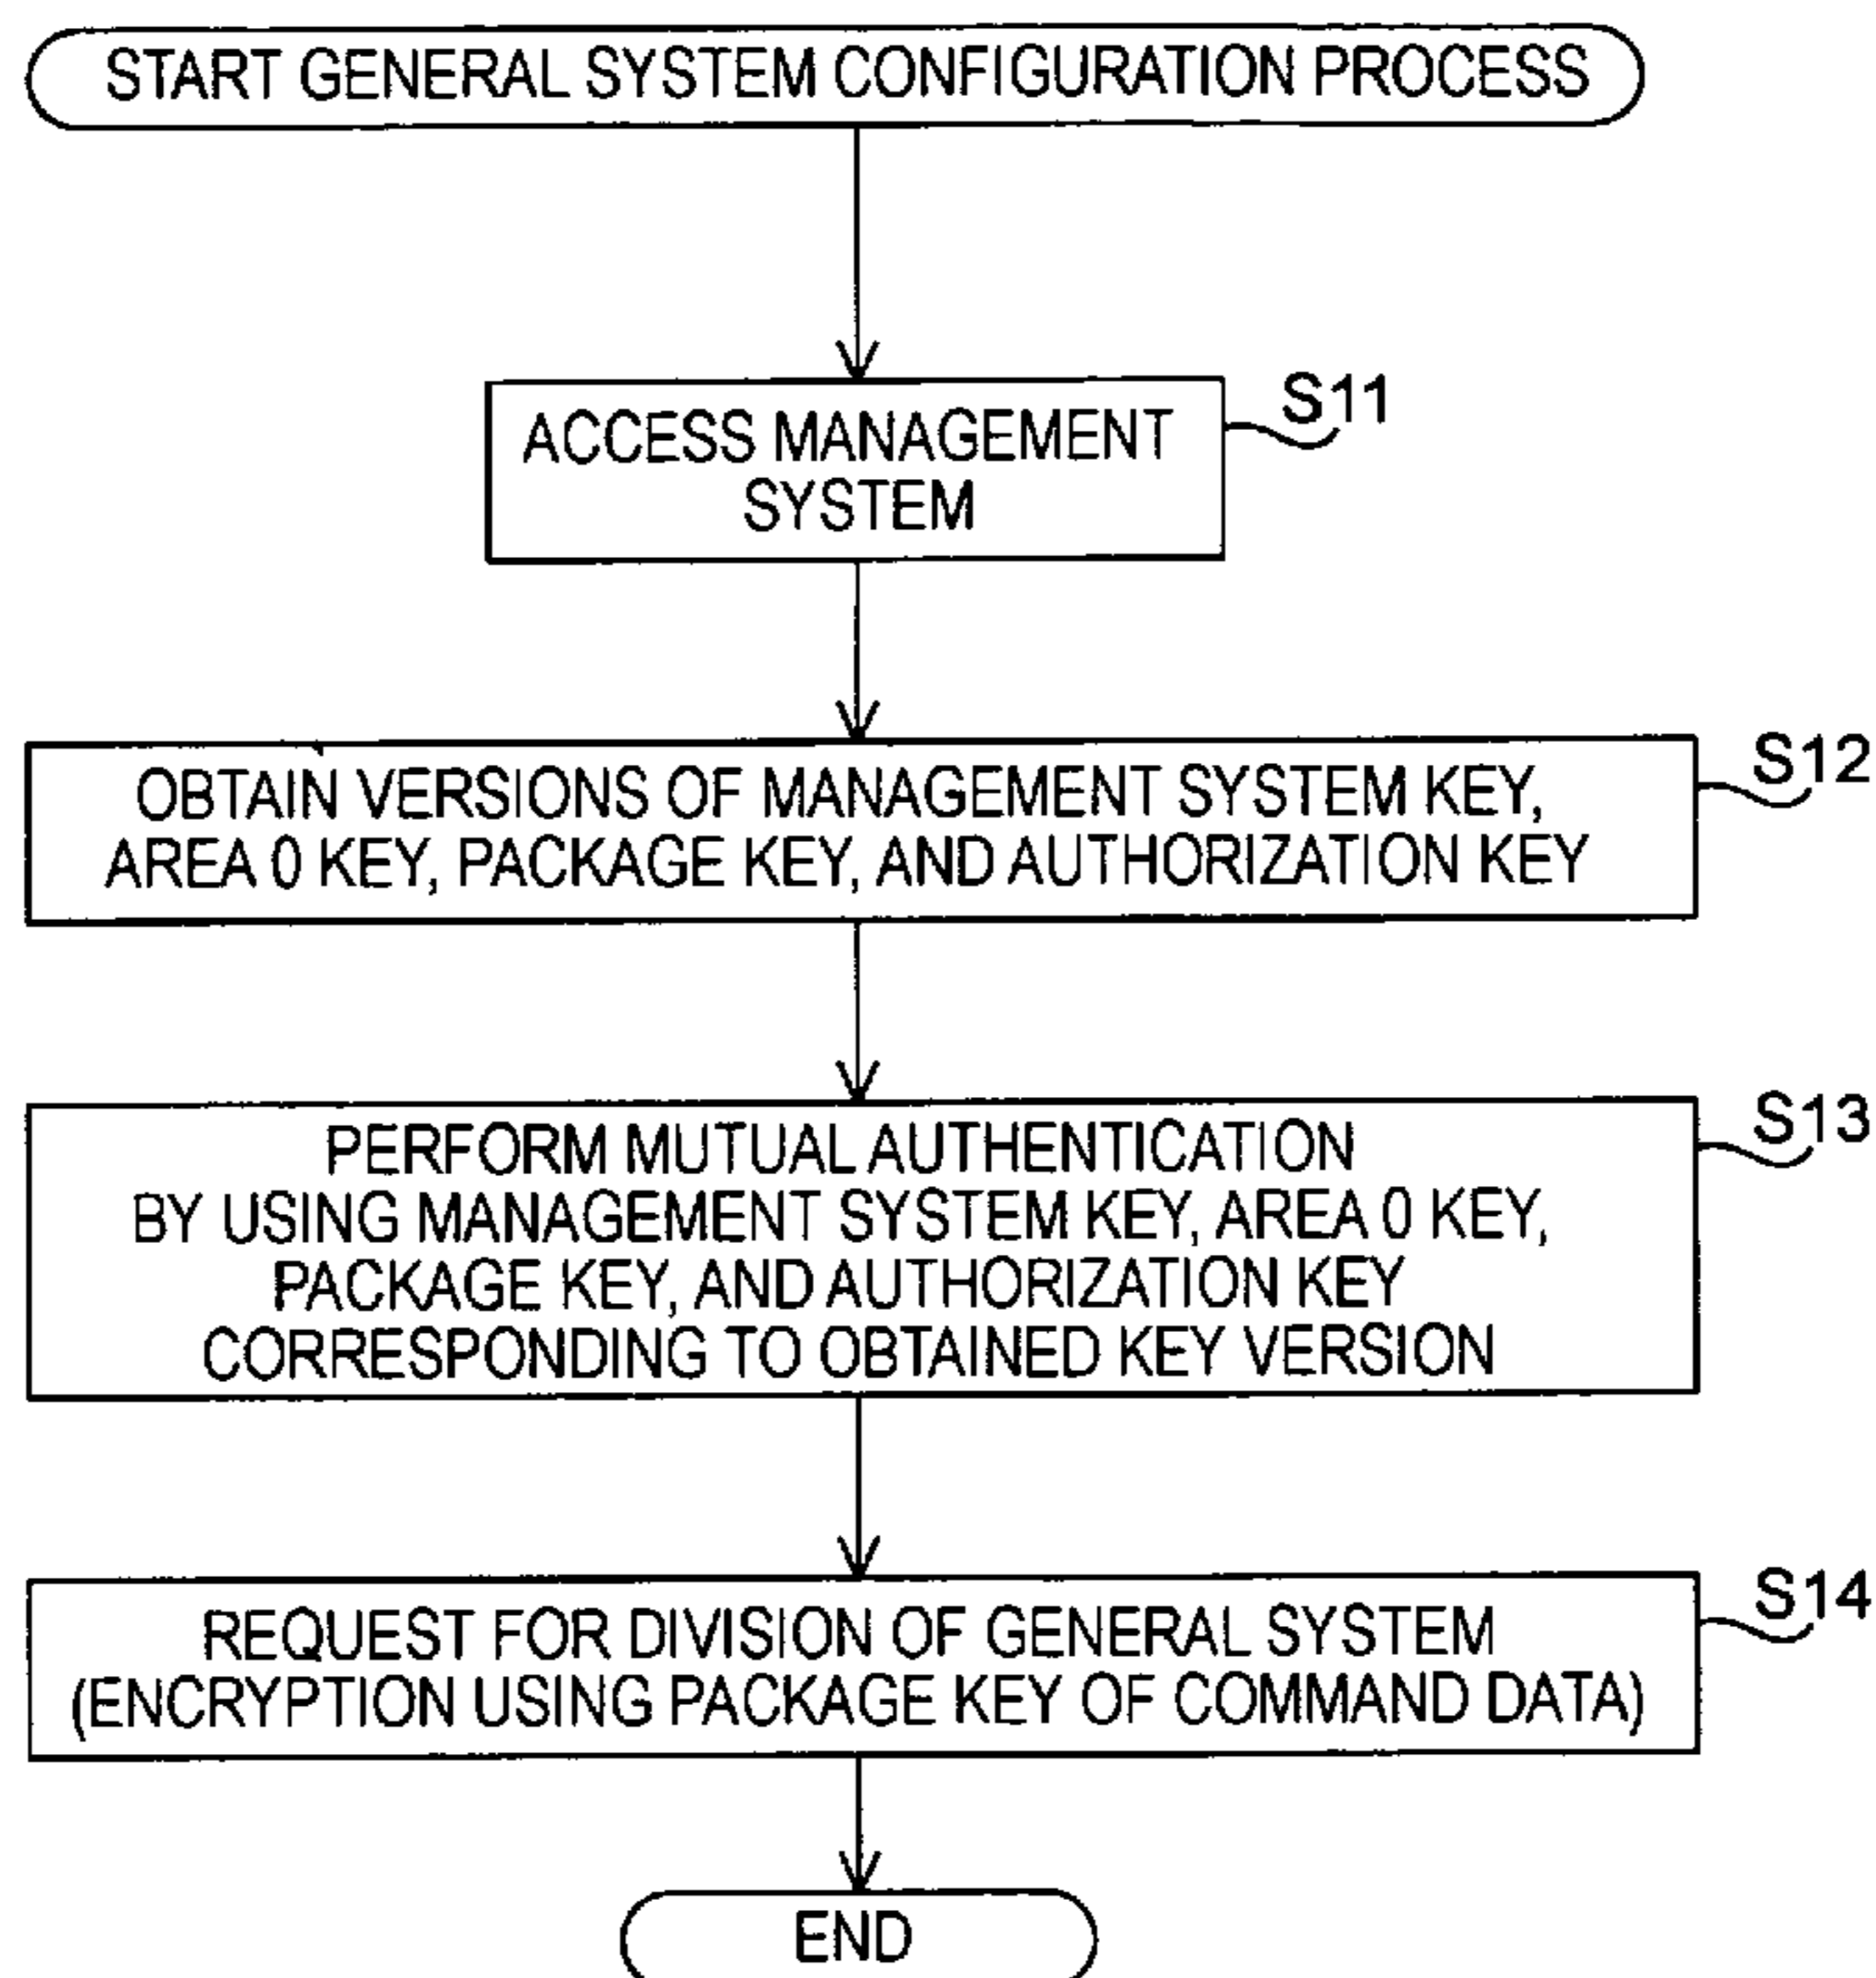 START GENERAL SYSTEM CONFIGURATION PROCESS
S11
ACCESS MANAGEMENT
SYSTEM
S12
OBTAIN VERSIONS OF MANAGEMENT SYSTEM KEY,
AREA 0 KEY, PACKAGE KEY, AND AUTHORIZATION KEY
S13
PERFORM MUTUAL AUTHENTICATION
BY USING MANAGEMENT SYSTEM KEY, AREA 0 KEY,
PACKAGE KEY, AND AUTHORIZATION KEY
CORRESPONDING TO OBTAINED KEY VERSION
S14
REQUEST FOR DIVISION OF GENERAL SYSTEM
(ENCRYPTION USING PACKAGE KEY OF COMMAND DATA)
END